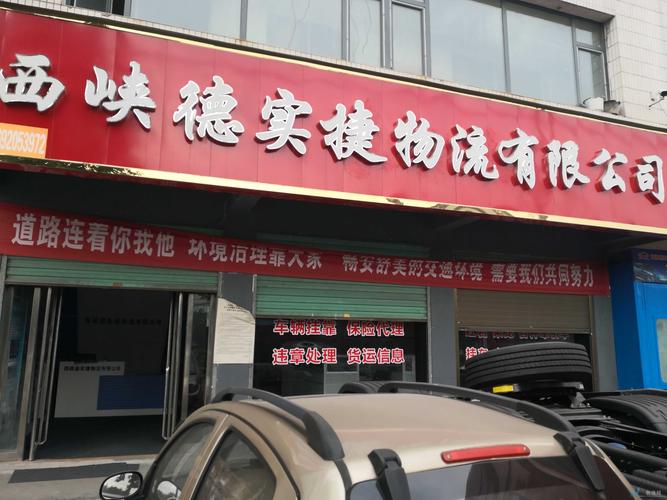 西峡德实捷物流有限公司
92053972
道路连着你我他 环境治理靠大家 畅安舒美的交通环境 需要我们共同努力
车辆挂靠 保险代理
违章处理 货运信息